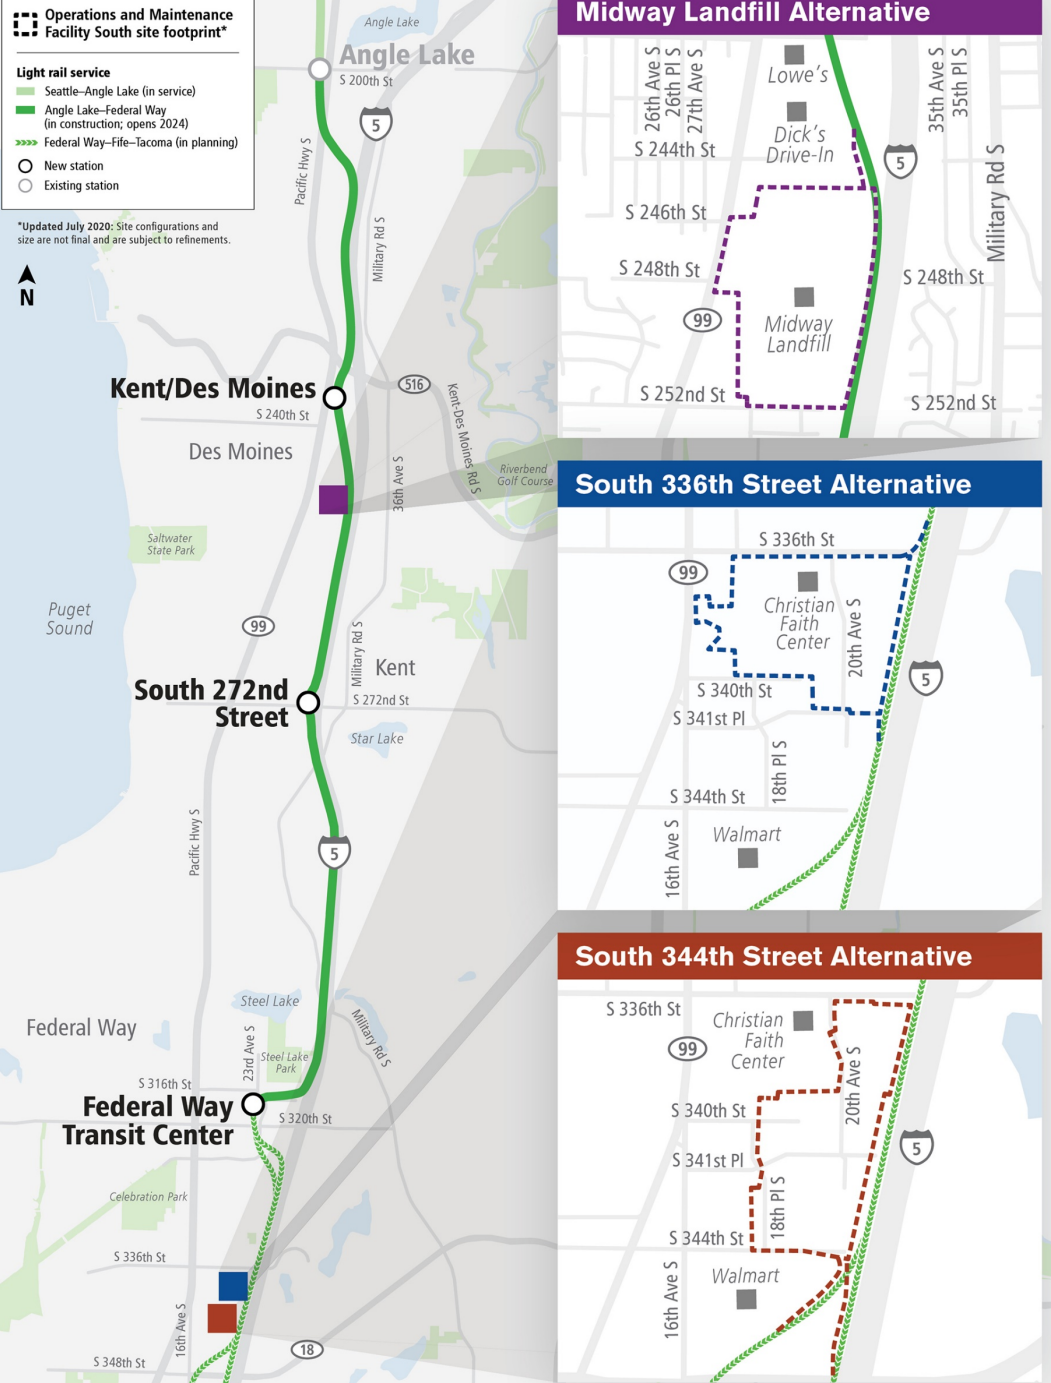 Operations and Maintenance
Facility South site footprint*
Light rail service
Seattle–Angle Lake (in service)
Angle Lake–Federal Way
(in construction; opens 2024)
Federal Way–Fife–Tacoma (in planning)
New station
Existing station
*Updated July 2020: Site configurations and
size are not final and are subject to refinements.
N
Angle Lake
Angle Lake
S 200th St
5
Pacific Hwy S
Military Rd S
Kent/Des Moines
516
S 240th St
Des Moines
Kent-Des Moines Rd S
36th Ave S
Riverbend
Golf Course
Saltwater
State Park
Puget
Sound
99
Military Rd S
Kent
South 272nd
Street
S 272nd St
Star Lake
Pacific Hwy S
5
Steel Lake
Federal Way
23rd Ave S
Steel Lake
Park
Military Rd S
S 316th St
Federal Way
Transit Center
S 320th St
Celebration Park
S 336th St
16th Ave S
18
S 348th St
Midway Landfill Alternative
26th Ave S
26th Pl S
27th Ave S
Lowe's
35th Ave S
35th Pl S
Dick's
Drive-In
S 244th St
5
Military Rd S
S 246th St
S 248th St
S 248th St
99
Midway
Landfill
S 252nd St
S 252nd St
South 336th Street Alternative
S 336th St
99
Christian
Faith
Center
20th Ave S
5
S 340th St
S 341st Pl
18th Pl S
S 344th St
16th Ave S
Walmart
South 344th Street Alternative
S 336th St
Christian
Faith
Center
99
20th Ave S
S 340th St
5
S 341st Pl
18th Pl S
S 344th St
16th Ave S
Walmart